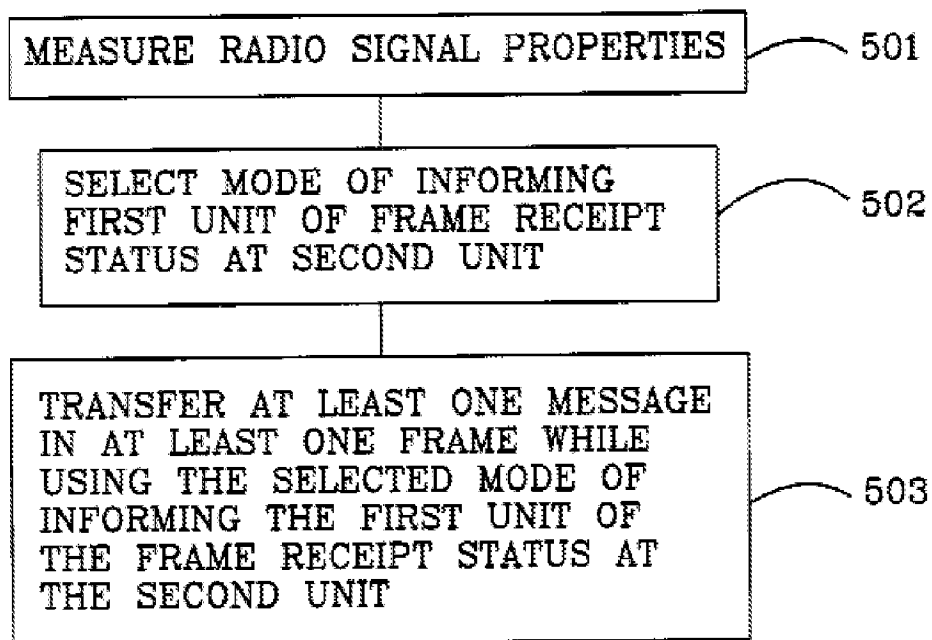 MEASURE RADIO SIGNAL PROPERTIES
501
SELECT MODE OF INFORMING
FIRST UNIT OF FRAME RECEIPT
STATUS AT SECOND UNIT
502
TRANSFER AT LEAST ONE MESSAGE
IN AT LEAST ONE FRAME WHILE
USING THE SELECTED MODE OF
INFORMING THE FIRST UNIT OF
THE FRAME RECEIPT STATUS AT
THE SECOND UNIT
503